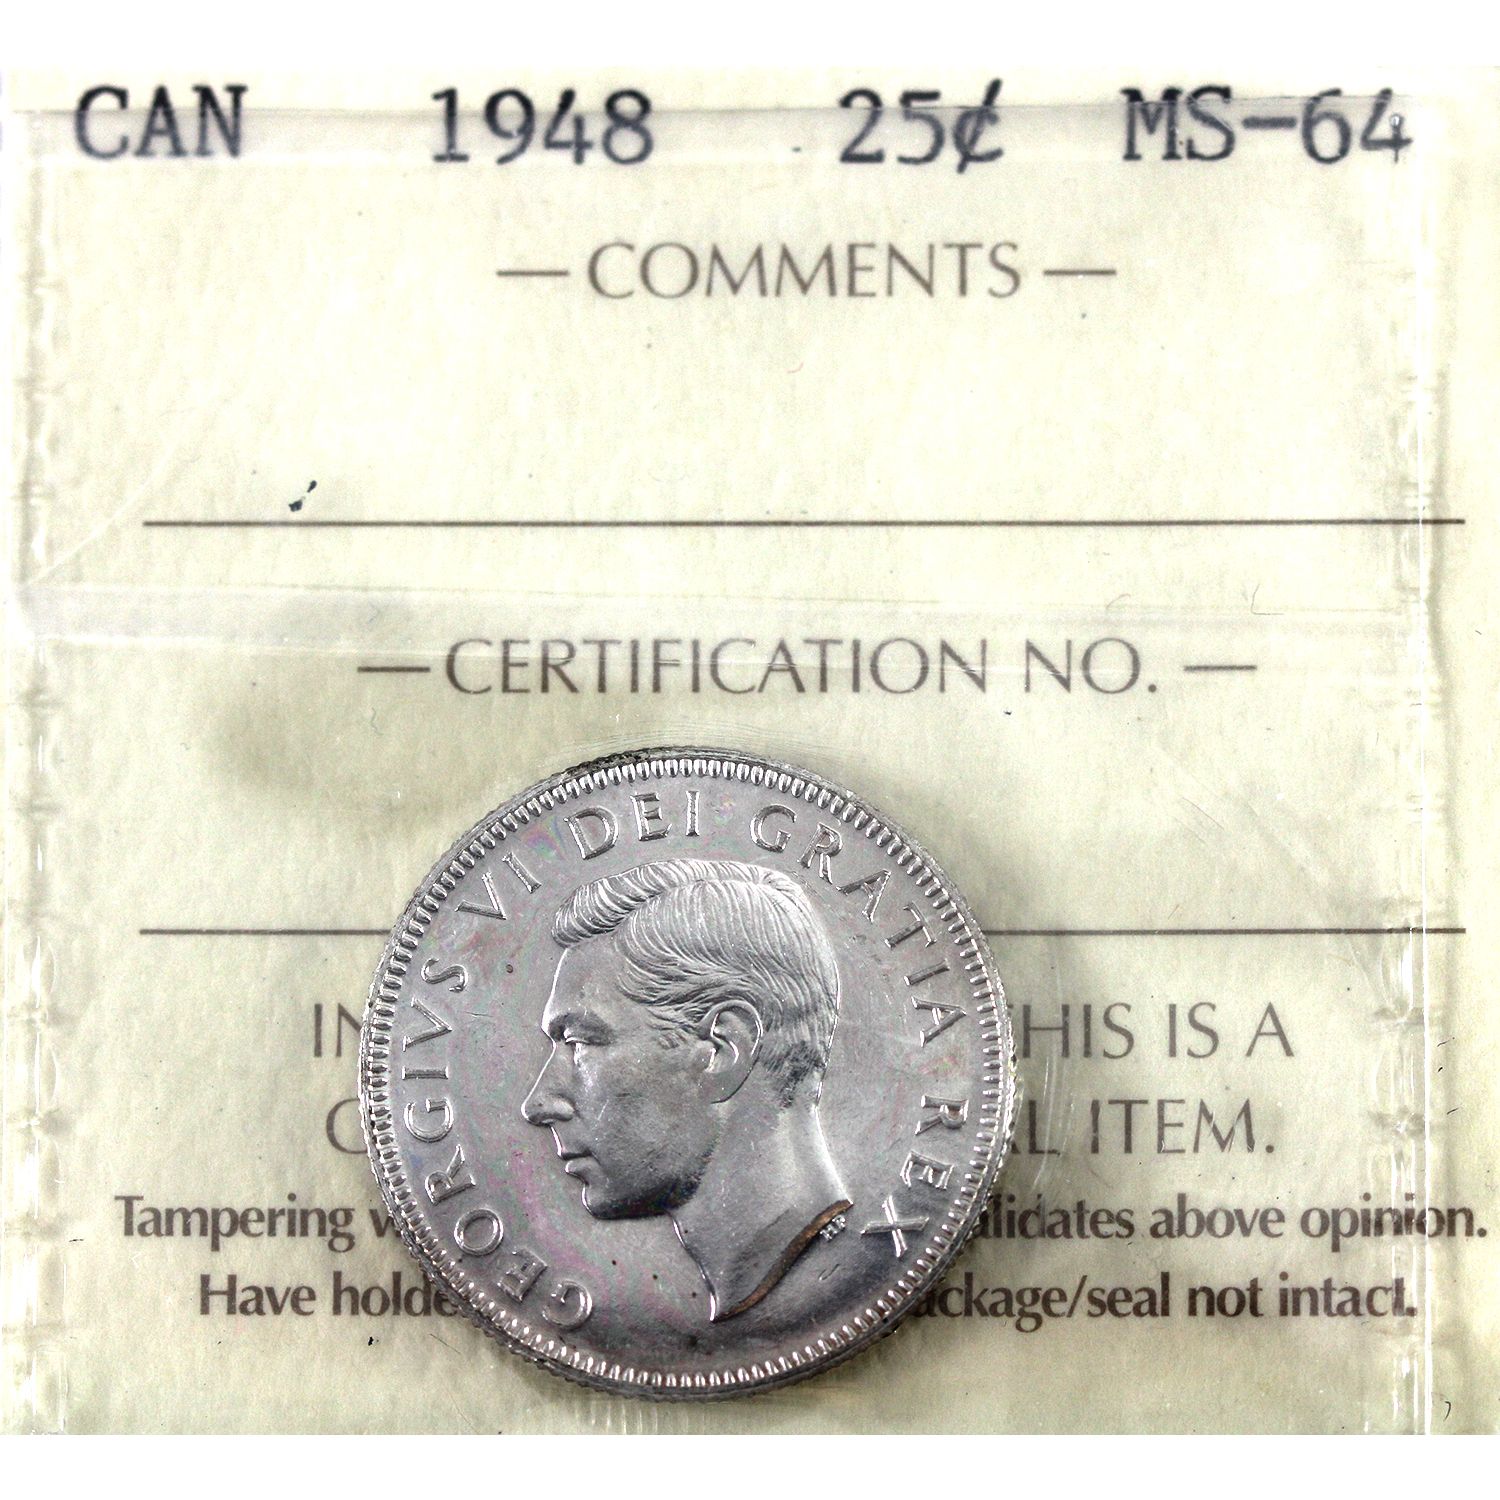 CAN 1948 25¢ MS-64
— COMMENTS —
— CERTIFICATION NO. —
GEORGIVS VI DEI GRATIA REX
HP
IN HIS IS A
L ITEM.
Tampering w alidates above opinion.
Have holde ackage/seal not intact.